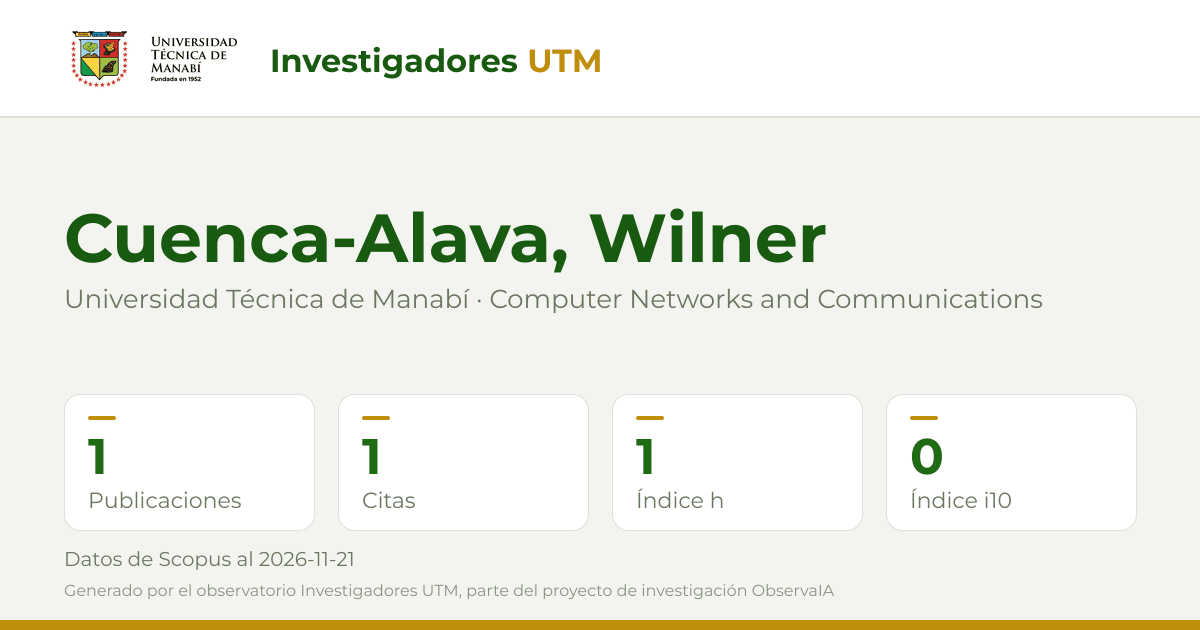 UNIVERSIDAD
TÉCNICA DE
MANABÍ
Fundada en 1952
Investigadores UTM
Cuenca-Alava, Wilner
Universidad Técnica de Manabí · Computer Networks and Communications
1
Publicaciones
1
Citas
1
Índice h
0
Índice i10
Datos de Scopus al 2026-11-21
Generado por el observatorio Investigadores UTM, parte del proyecto de investigación ObservaIA